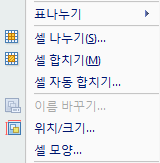 표나누기
셀 나누기(S)...
셀 합치기(M)
셀 자동 합치기...
이름 바꾸기...
위치/크기...
셀 모양...